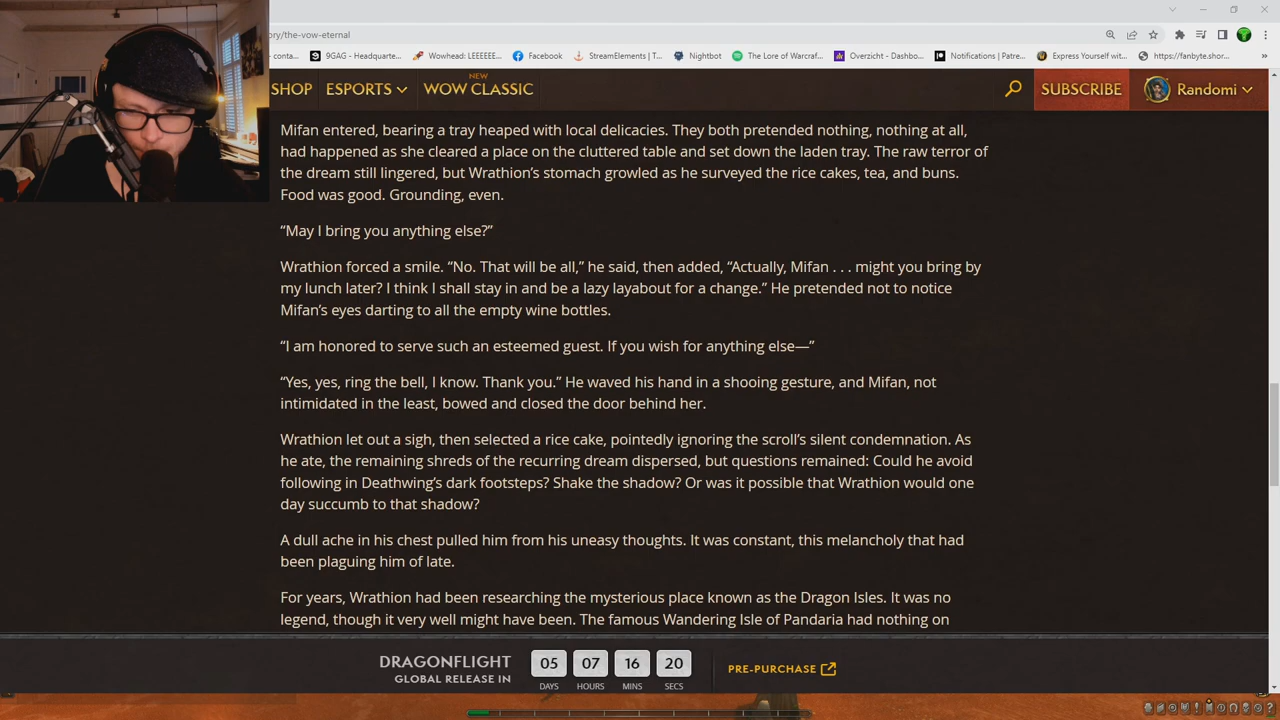 ory/the-vow-eternal
conta...
9GAG - Headquarte...
Wowhead: LEEEEEE...
Facebook
StreamElements | T...
Nightbot
The Lore of Warcraf...
Overzicht - Dashbo...
Notifications | Patre...
Express Yourself wit...
https://fanbyte.shor...
»
NEW
SHOP
ESPORTS
WOW CLASSIC
SUBSCRIBE
Randomi
Mifan entered, bearing a tray heaped with local delicacies. They both pretended nothing, nothing at all,
had happened as she cleared a place on the cluttered table and set down the laden tray. The raw terror of
the dream still lingered, but Wrathion’s stomach growled as he surveyed the rice cakes, tea, and buns.
Food was good. Grounding, even.
“May I bring you anything else?”
Wrathion forced a smile. “No. That will be all,” he said, then added, “Actually, Mifan . . . might you bring by
my lunch later? I think I shall stay in and be a lazy layabout for a change.” He pretended not to notice
Mifan’s eyes darting to all the empty wine bottles.
“I am honored to serve such an esteemed guest. If you wish for anything else—”
“Yes, yes, ring the bell, I know. Thank you.” He waved his hand in a shooing gesture, and Mifan, not
intimidated in the least, bowed and closed the door behind her.
Wrathion let out a sigh, then selected a rice cake, pointedly ignoring the scroll’s silent condemnation. As
he ate, the remaining shreds of the recurring dream dispersed, but questions remained: Could he avoid
following in Deathwing’s dark footsteps? Shake the shadow? Or was it possible that Wrathion would one
day succumb to that shadow?
A dull ache in his chest pulled him from his uneasy thoughts. It was constant, this melancholy that had
been plaguing him of late.
For years, Wrathion had been researching the mysterious place known as the Dragon Isles. It was no
legend, though it very well might have been. The famous Wandering Isle of Pandaria had nothing on
DRAGONFLIGHT
GLOBAL RELEASE IN
05 07 16 20
DAYS HOURS MINS SECS
PRE-PURCHASE